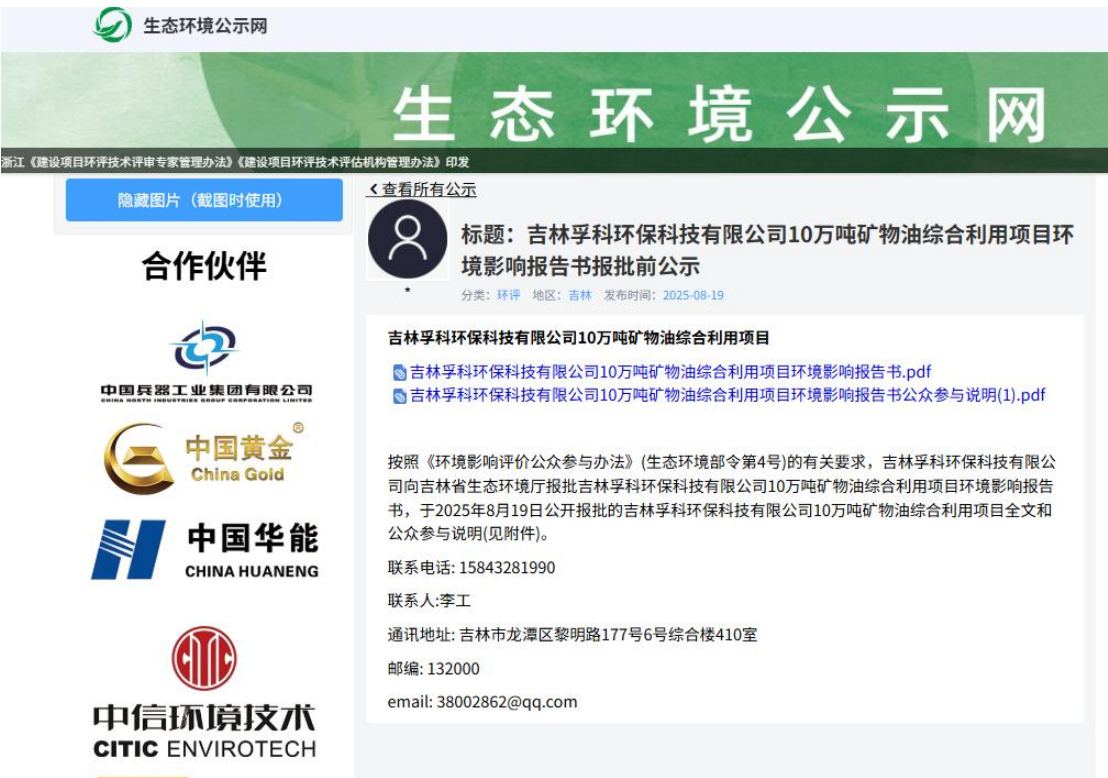 生态环境公示网
生态环境公示网
浙江《建设项目环评技术评审专家管理办法》《建设项目环评技术评估机构管理办法》印发
隐藏图片（截图时使用）
合作伙伴
中国兵器工业集团有限公司
CHINA NORTH INDUSTRIES GROUP CORPORATION LIMITED
中国黄金®
China Gold
中国华能
CHINA HUANENG
中信环境技术
CITIC ENVIROTECH
查看所有公示
*
标题：吉林孚科环保科技有限公司10万吨矿物油综合利用项目环
境影响报告书报批前公示
分类：环评 地区：吉林 发布时间：2025-08-19
吉林孚科环保科技有限公司10万吨矿物油综合利用项目
吉林孚科环保科技有限公司10万吨矿物油综合利用项目环境影响报告书.pdf
吉林孚科环保科技有限公司10万吨矿物油综合利用项目环境影响报告书公众参与说明(1).pdf
按照《环境影响评价公众参与办法》(生态环境部令第4号)的有关要求，吉林孚科环保科技有限公
司向吉林省生态环境厅报批吉林孚科环保科技有限公司10万吨矿物油综合利用项目环境影响报告
书，于2025年8月19日公开报批的吉林孚科环保科技有限公司10万吨矿物油综合利用项目全文和
公众参与说明(见附件)。
联系电话: 15843281990
联系人:李工
通讯地址: 吉林市龙潭区黎明路177号6号综合楼410室
邮编: 132000
email: 38002862@qq.com